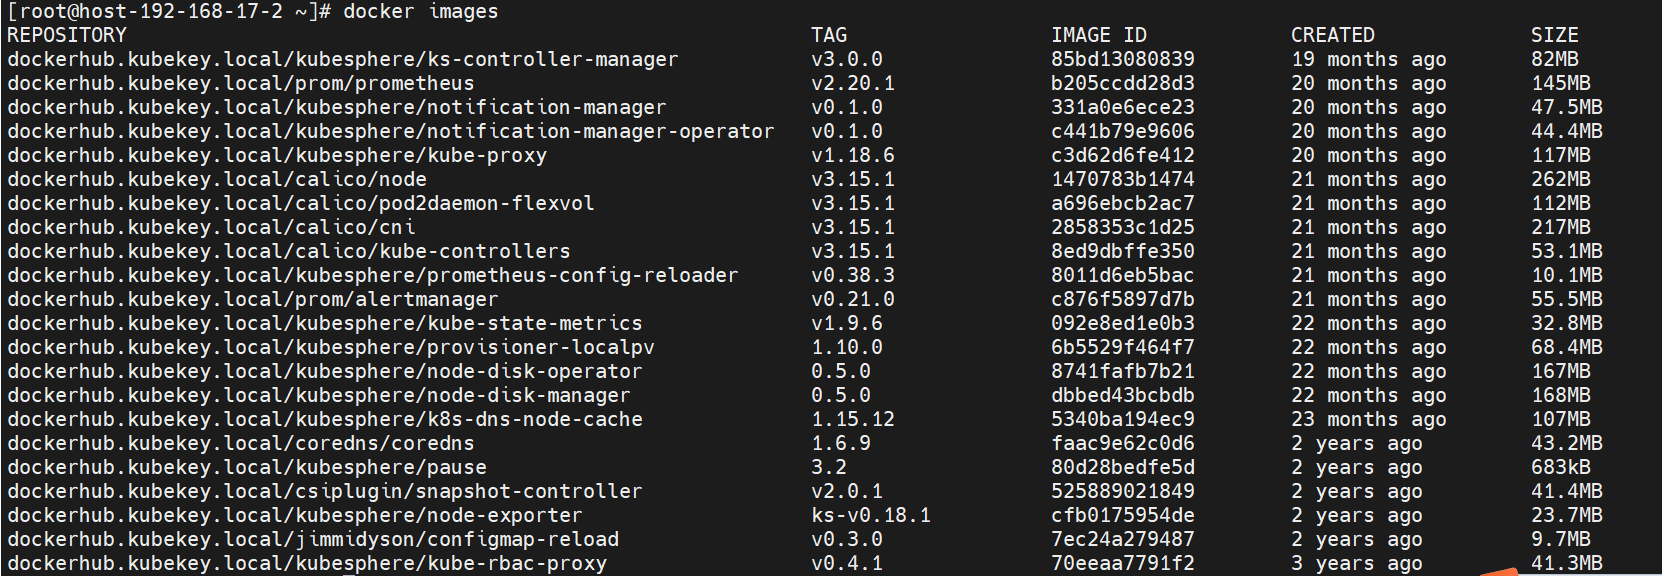 [root@host-192-168-17-2 ~]# docker images
REPOSITORY TAG IMAGE ID CREATED SIZE
dockerhub.kubekey.local/kubesphere/ks-controller-manager v3.0.0 85bd13080839 19 months ago 82MB
dockerhub.kubekey.local/prom/prometheus v2.20.1 b205ccdd28d3 20 months ago 145MB
dockerhub.kubekey.local/kubesphere/notification-manager v0.1.0 331a0e6ece23 20 months ago 47.5MB
dockerhub.kubekey.local/kubesphere/notification-manager-operator v0.1.0 c441b79e9606 20 months ago 44.4MB
dockerhub.kubekey.local/kubesphere/kube-proxy v1.18.6 c3d62d6fe412 20 months ago 117MB
dockerhub.kubekey.local/calico/node v3.15.1 1470783b1474 21 months ago 262MB
dockerhub.kubekey.local/calico/pod2daemon-flexvol v3.15.1 a696ebcb2ac7 21 months ago 112MB
dockerhub.kubekey.local/calico/cni v3.15.1 2858353c1d25 21 months ago 217MB
dockerhub.kubekey.local/calico/kube-controllers v3.15.1 8ed9dbffe350 21 months ago 53.1MB
dockerhub.kubekey.local/kubesphere/prometheus-config-reloader v0.38.3 8011d6eb5bac 21 months ago 10.1MB
dockerhub.kubekey.local/prom/alertmanager v0.21.0 c876f5897d7b 21 months ago 55.5MB
dockerhub.kubekey.local/kubesphere/kube-state-metrics v1.9.6 092e8ed1e0b3 22 months ago 32.8MB
dockerhub.kubekey.local/kubesphere/provisioner-localpv 1.10.0 6b5529f464f7 22 months ago 68.4MB
dockerhub.kubekey.local/kubesphere/node-disk-operator 0.5.0 8741fafb7b21 22 months ago 167MB
dockerhub.kubekey.local/kubesphere/node-disk-manager 0.5.0 dbbed43bcbdb 22 months ago 168MB
dockerhub.kubekey.local/kubesphere/k8s-dns-node-cache 1.15.12 5340ba194ec9 23 months ago 107MB
dockerhub.kubekey.local/coredns/coredns 1.6.9 faac9e62c0d6 2 years ago 43.2MB
dockerhub.kubekey.local/kubesphere/pause 3.2 80d28bedfe5d 2 years ago 683kB
dockerhub.kubekey.local/csiplugin/snapshot-controller v2.0.1 525889021849 2 years ago 41.4MB
dockerhub.kubekey.local/kubesphere/node-exporter ks-v0.18.1 cfb0175954de 2 years ago 23.7MB
dockerhub.kubekey.local/jimmidyson/configmap-reload v0.3.0 7ec24a279487 2 years ago 9.7MB
dockerhub.kubekey.local/kubesphere/kube-rbac-proxy v0.4.1 70eeaa7791f2 3 years ago 41.3MB